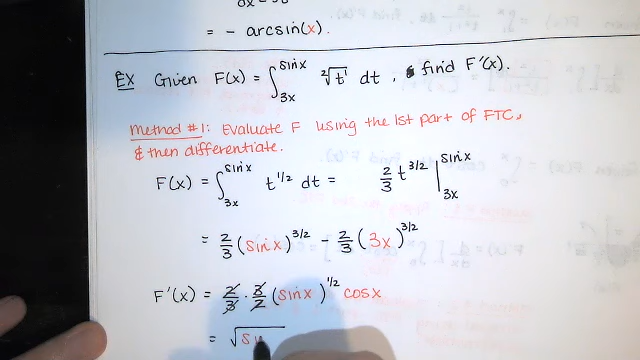 = - arcsin(x).
Ex Given F(x) = ∫_{3x}^{sin x} ²√t dt, find F'(x).
Method #1: Evaluate F using the 1st part of FTC,
& then differentiate.
F(x) = ∫_{3x}^{sin x} t^{1/2} dt = 2/3 t^{3/2} |_{3x}^{sin x}
= 2/3 (sin x)^{3/2} - 2/3 (3x)^{3/2}
F'(x) = 2/3 · 3/2 (sin x)^{1/2} cos x
= √s